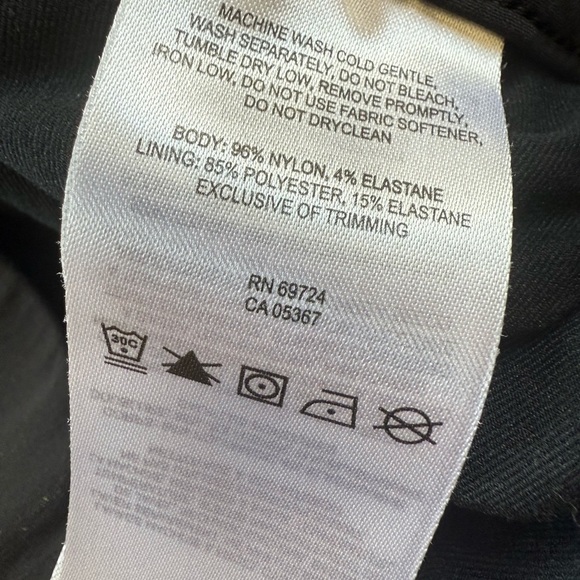 MACHINE WASH COLD GENTLE,
WASH SEPARATELY, DO NOT BLEACH,
TUMBLE DRY LOW, REMOVE PROMPTLY,
IRON LOW, DO NOT USE FABRIC SOFTENER,
DO NOT DRYCLEAN
BODY: 96% NYLON, 4% ELASTANE
LINING: 85% POLYESTER, 15% ELASTANE
EXCLUSIVE OF TRIMMING
RN 69724
CA 05367
30C